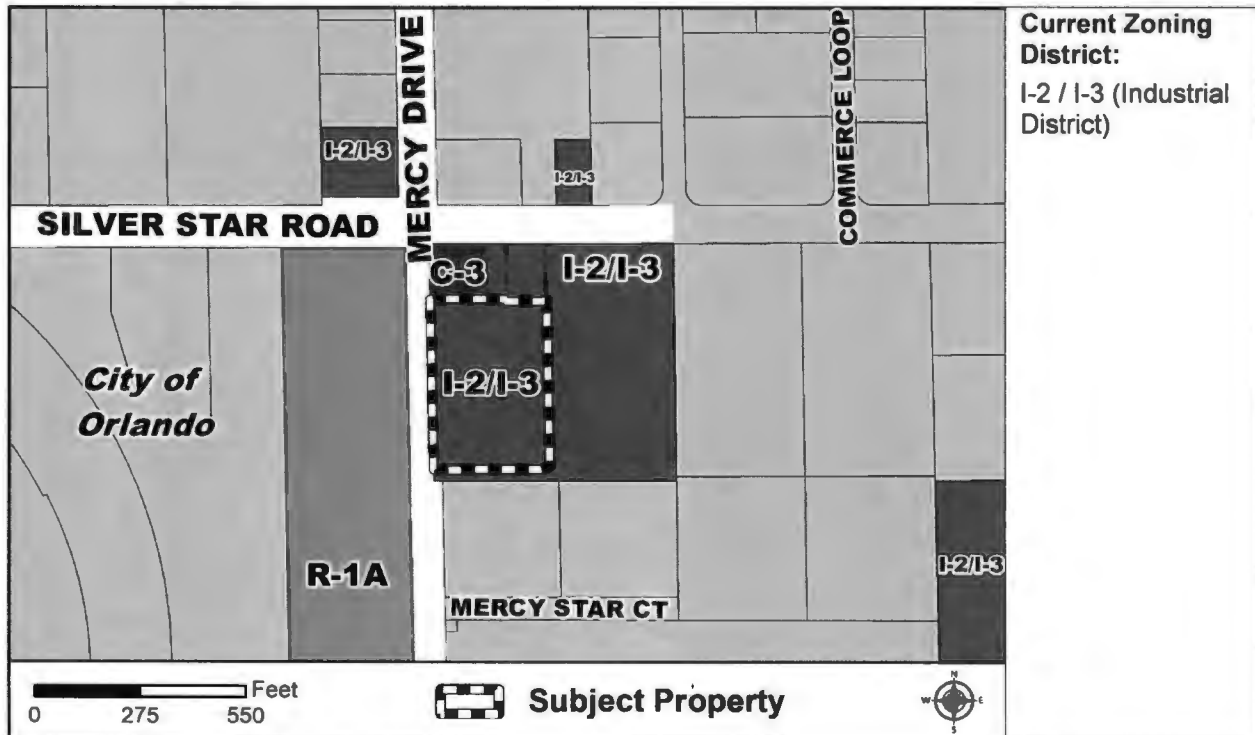 MERCY DRIVE
COMMERCE LOOP
Current Zoning
District:
I-2 / I-3 (Industrial
District)
I-2/I-3
I-2/I-3
SILVER STAR ROAD
C-3
I-2/I-3
I-2/I-3
City of
Orlando
R-1A
I-2/I-3
MERCY STAR CT
Feet
0 275 550
Subject Property
N
W E
S